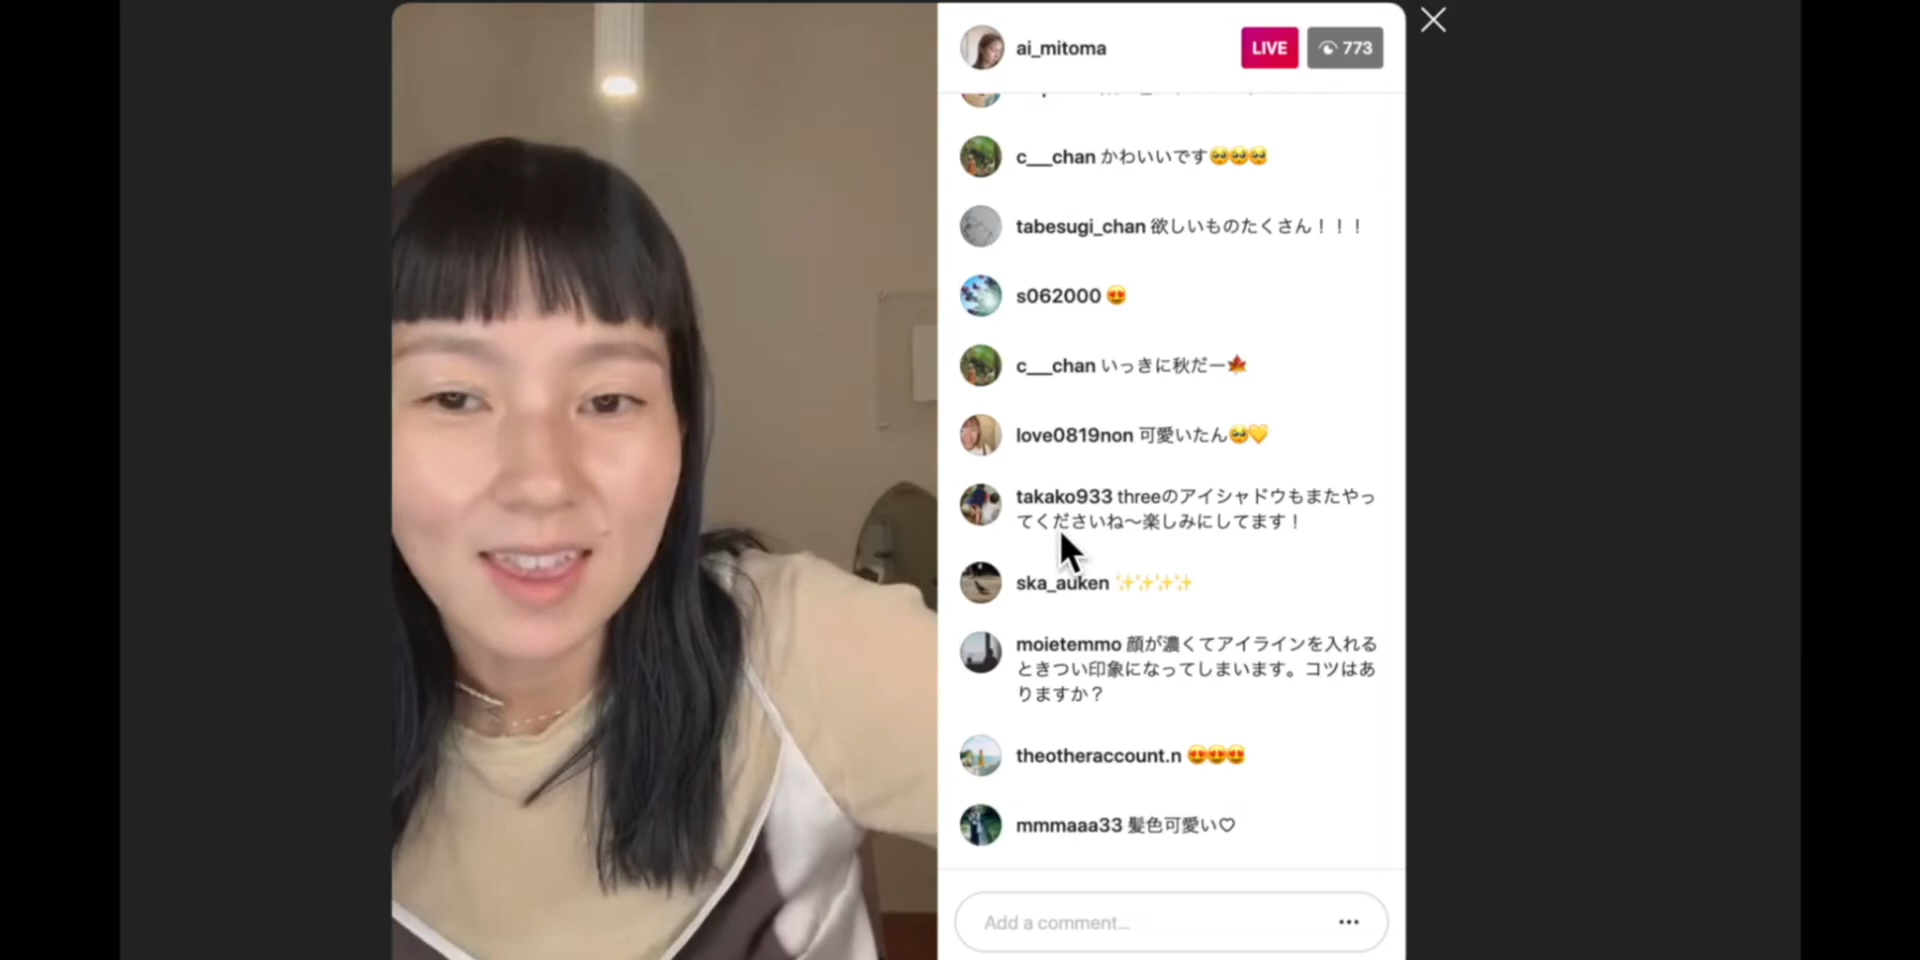 ai_mitoma
LIVE
773
c___chan かわいいです🥹🥹🥹
tabesugi_chan 欲しいものたくさん！！！
s062000 😍
c___chan いっきに秋だー🍁
love0819non 可愛いたん🥹💛
takako933 threeのアイシャドウもまたやっ
てくださいね〜楽しみにしてます！
ska_auken ✨✨✨✨
moietemmo 顔が濃くてアイラインを入れる
ときつい印象になってしまいます。コツはあ
りますか？
theotheraccount.n 😍😍😍
mmmaaa33 髪色可愛い♡
Add a comment...